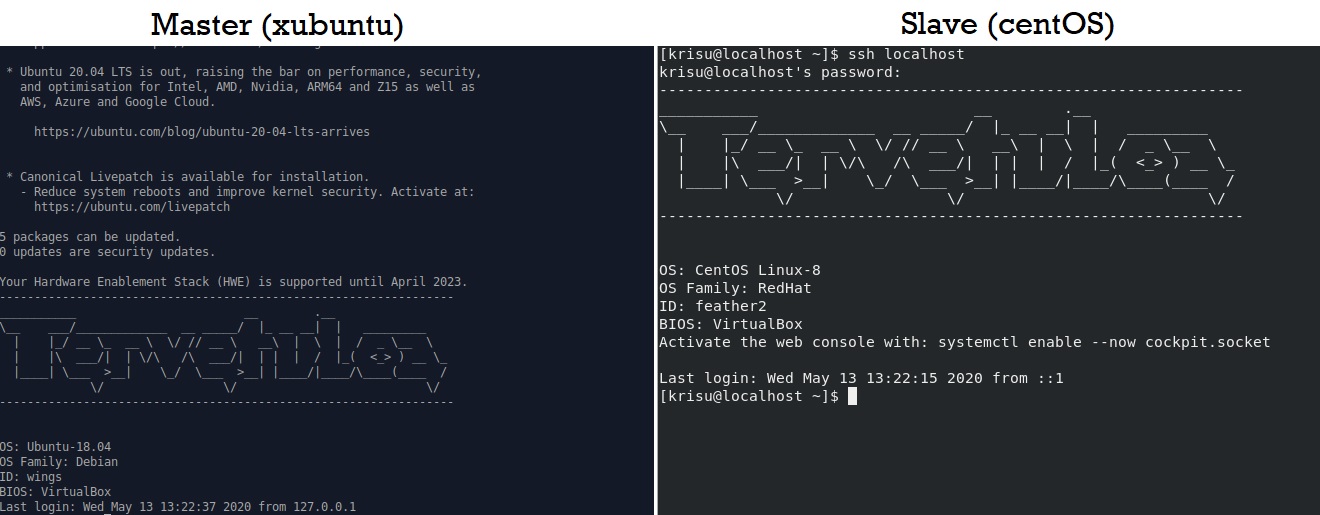 Master (xubuntu)
* Ubuntu 20.04 LTS is out, raising the bar on performance, security,
and optimisation for Intel, AMD, Nvidia, ARM64 and Z15 as well as
AWS, Azure and Google Cloud.
https://ubuntu.com/blog/ubuntu-20-04-lts-arrives
* Canonical Livepatch is available for installation.
- Reduce system reboots and improve kernel security. Activate at:
https://ubuntu.com/livepatch
5 packages can be updated.
0 updates are security updates.
Your Hardware Enablement Stack (HWE) is supported until April 2023.
Tervetuloa
OS: Ubuntu-18.04
OS Family: Debian
ID: wings
BIOS: VirtualBox
Last login: Wed May 13 13:22:37 2020 from 127.0.0.1
Slave (centOS)
[krisu@localhost ~]$ ssh localhost
krisu@localhost's password:
Tervetuloa
OS: CentOS Linux-8
OS Family: RedHat
ID: feather2
BIOS: VirtualBox
Activate the web console with: systemctl enable --now cockpit.socket
Last login: Wed May 13 13:22:15 2020 from ::1
[krisu@localhost ~]$